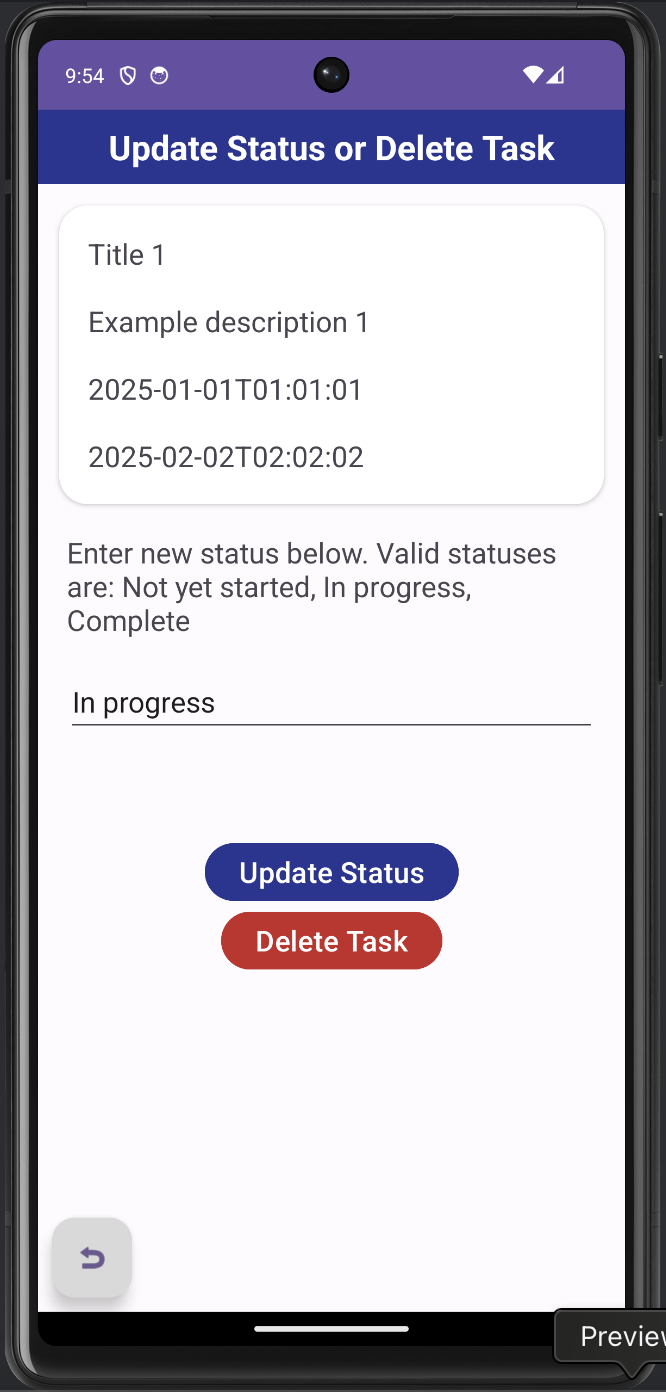 9:54
Update Status or Delete Task
Title 1
Example description 1
2025-01-01T01:01:01
2025-02-02T02:02:02
Enter new status below. Valid statuses
are: Not yet started, In progress,
Complete
In progress
Update Status
Delete Task